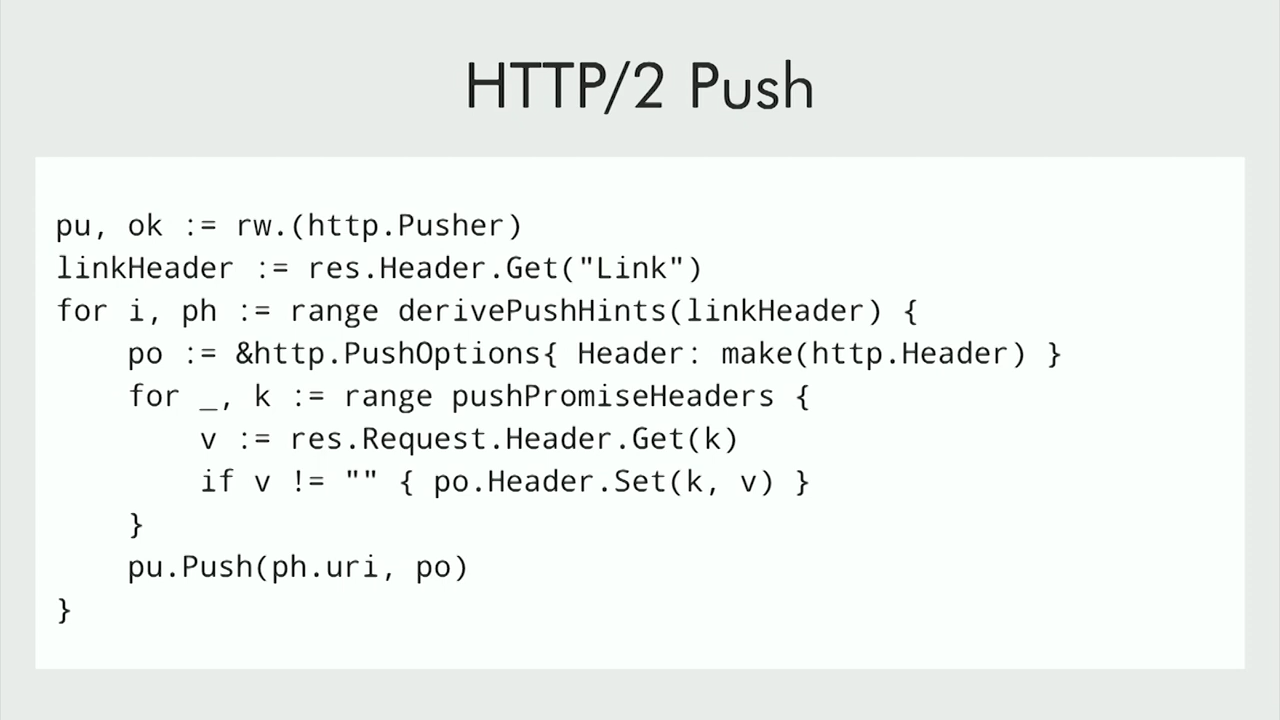 HTTP/2 Push
pu, ok := rw.(http.Pusher)
linkHeader := res.Header.Get("Link")
for i, ph := range derivePushHints(linkHeader) {
    po := &http.PushOptions{ Header: make(http.Header) }
    for _, k := range pushPromiseHeaders {
        v := res.Request.Header.Get(k)
        if v != "" { po.Header.Set(k, v) }
    }
    pu.Push(ph.uri, po)
}